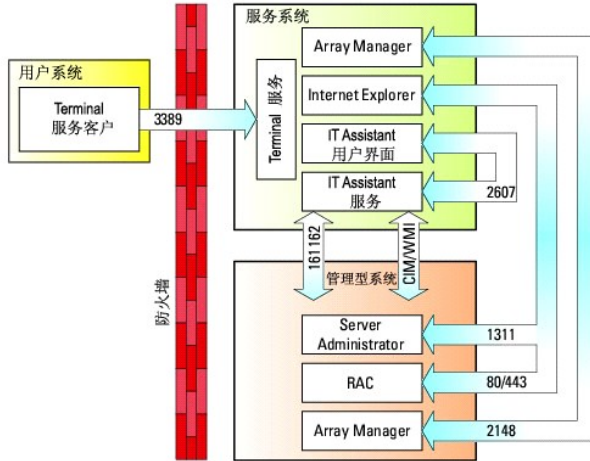 服务系统
Array Manager
用户系统
Terminal
服务客户
3389
Terminal 服务
Internet Explorer
IT Assistant
用户界面
IT Assistant
服务
2607
161162
CIM/WMI
防火墙
管理型系统
Server
Administrator
1311
RAC
80/443
Array Manager
2148